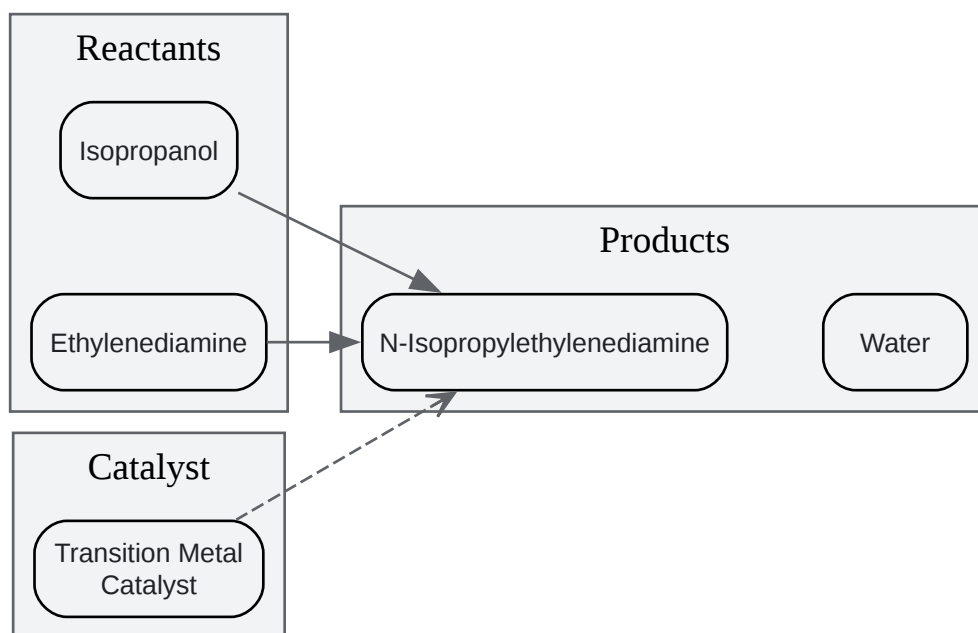 Reactants
Isopropanol
Ethylenediamine
Products
N-Isopropylethylenediamine
Water
Catalyst
Transition Metal
Catalyst